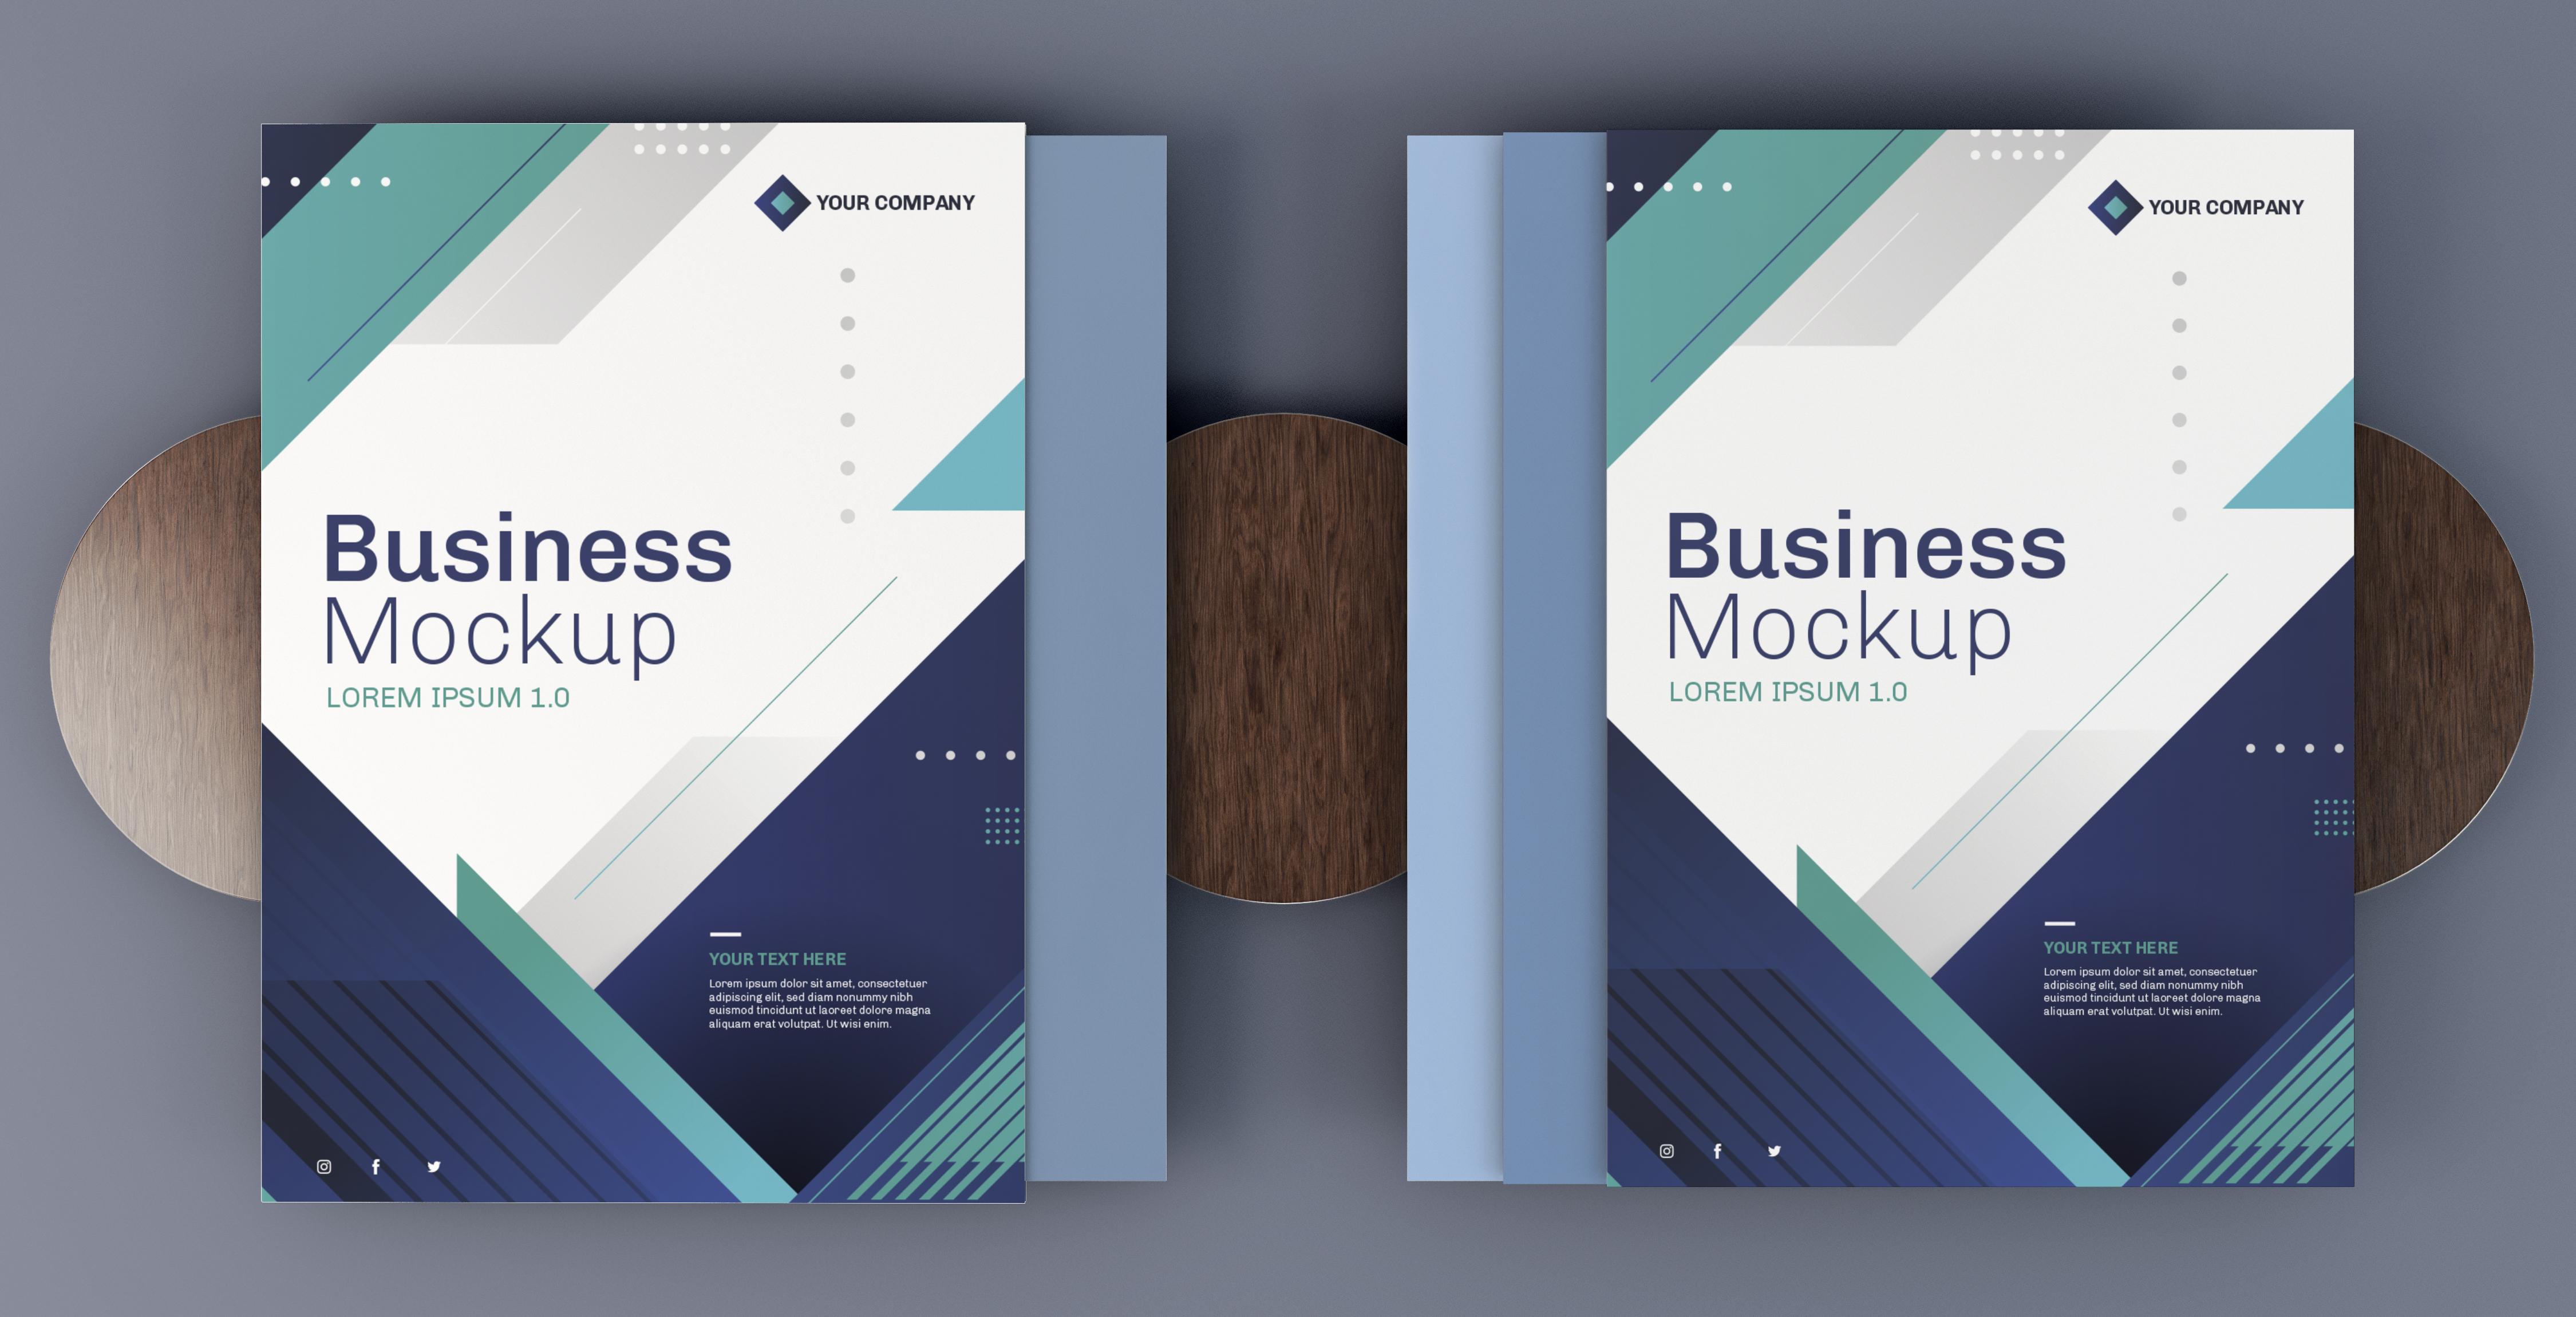 YOUR COMPANY
Business
Mockup
LOREM IPSUM 1.0
YOUR TEXT HERE
Lorem ipsum dolor sit amet, consectetuer
adipiscing elit, sed diam nonummy nibh
euismod tincidunt ut laoreet dolore magna
aliquam erat volutpat. Ut wisi enim.
YOUR COMPANY
Business
Mockup
LOREM IPSUM 1.0
YOUR TEXT HERE
Lorem ipsum dolor sit amet, consectetuer
adipiscing elit, sed diam nonummy nibh
euismod tincidunt ut laoreet dolore magna
aliquam erat volutpat. Ut wisi enim.